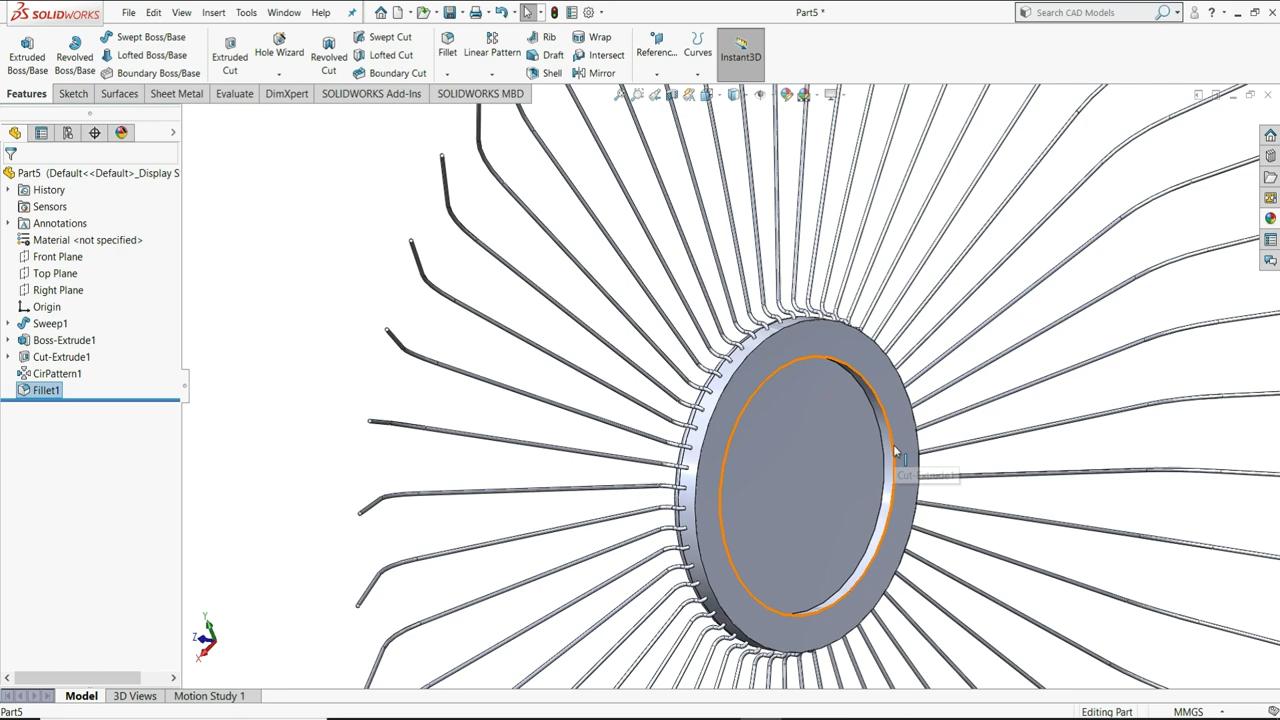 SOLIDWORKS
File Edit View Insert Tools Window Help
Part5 *
Search CAD Models
Extruded Boss/Base
Revolved Boss/Base
Swept Boss/Base
Lofted Boss/Base
Boundary Boss/Base
Extruded Cut
Hole Wizard
Revolved Cut
Swept Cut
Lofted Cut
Boundary Cut
Fillet
Linear Pattern
Rib
Draft
Shell
Wrap
Intersect
Mirror
Referenc...
Curves
Instant3D
Features Sketch Surfaces Sheet Metal Evaluate DimXpert SOLIDWORKS Add-Ins SOLIDWORKS MBD
Part5 (Default<<Default>_Display S
History
Sensors
Annotations
Material <not specified>
Front Plane
Top Plane
Right Plane
Origin
Sweep1
Boss-Extrude1
Cut-Extrude1
CirPattern1
Fillet1
Cut-Extrude1
Y
Z
X
Model 3D Views Motion Study 1
Part5
Editing Part
MMGS